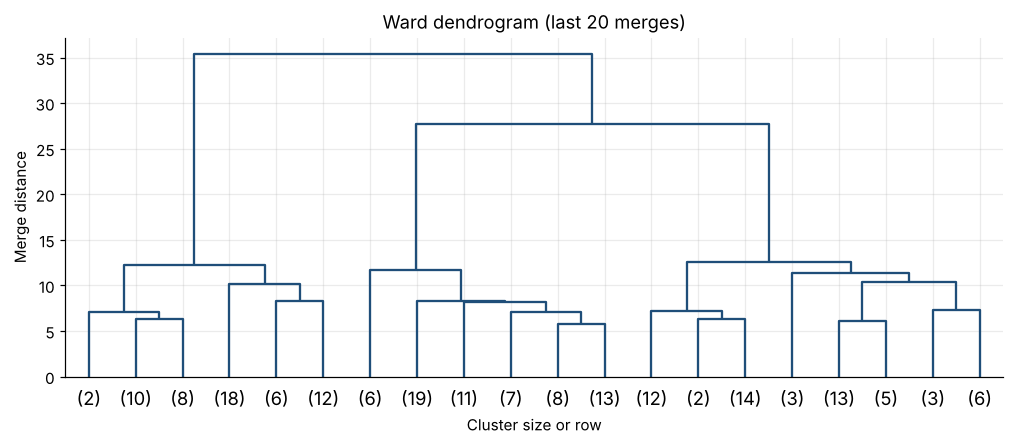 Ward dendrogram (last 20 merges)
Merge distance
35
30
25
20
15
10
5
0
(2) (10) (8) (18) (6) (12) (6) (19) (11) (7) (8) (13) (12) (2) (14) (3) (13) (5) (3) (6)
Cluster size or row